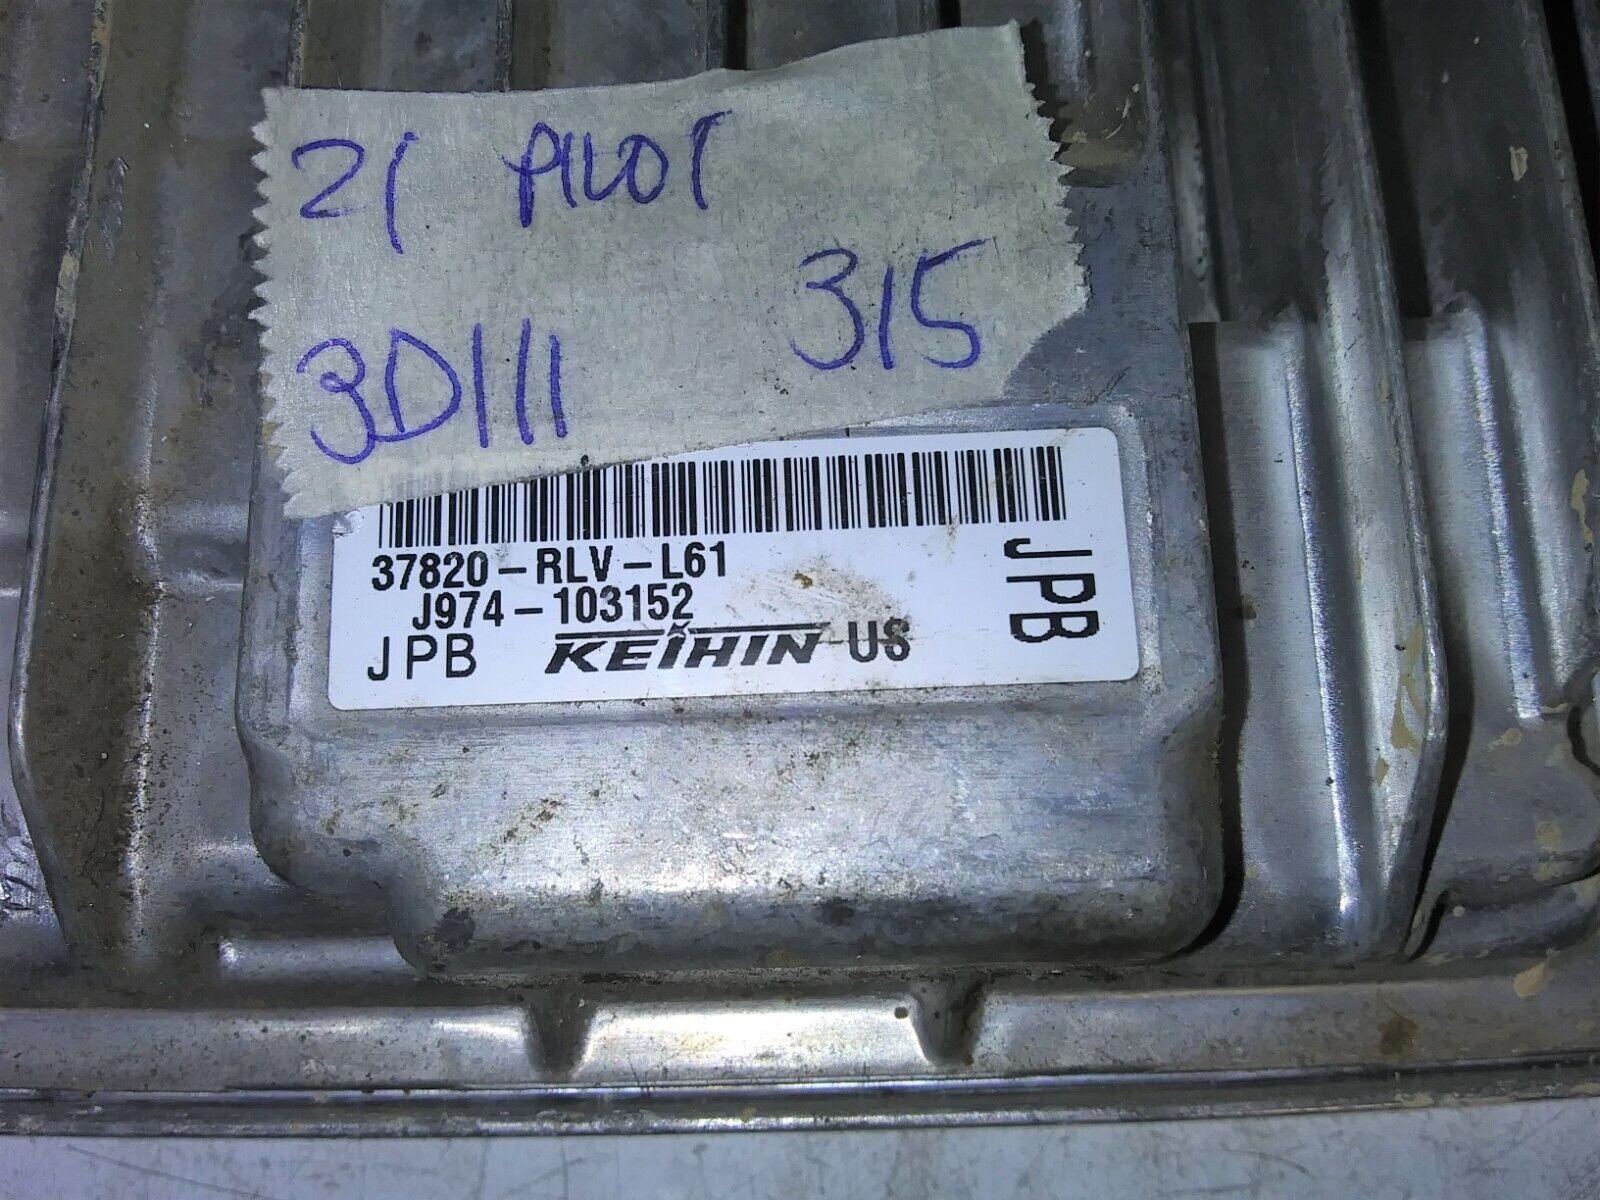 21 PILOT
315
3D111
37820-RLV-L61
J974-103152
JPB KEIHIN-US
JPB